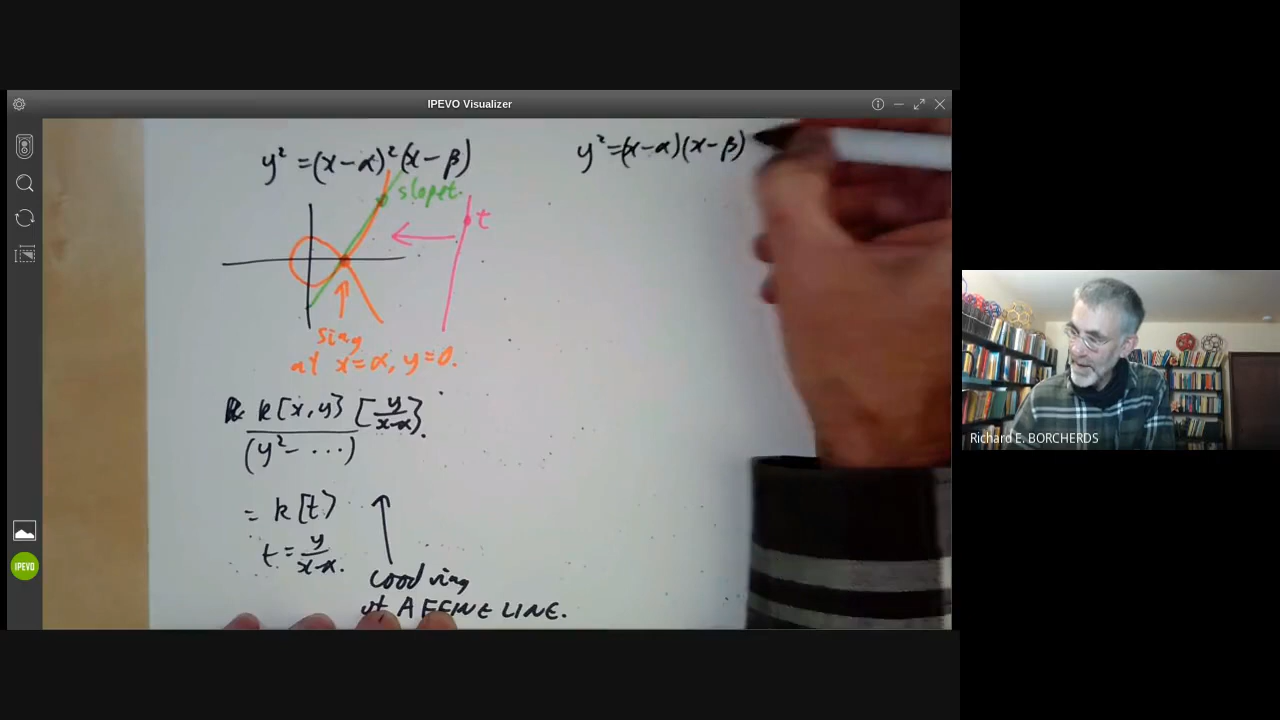 IPEVO Visualizer
y² = (x-α)²(x-β)
slope t.
t
sing
at x=α, y=0.
k[x,y] [y/x-α].
(y²-...)
= k[t]
t = y/x-α.
coord ring
of AFFINE LINE.
y²=(x-α)(x-β)
Richard E. BORCHERDS
IPEVO